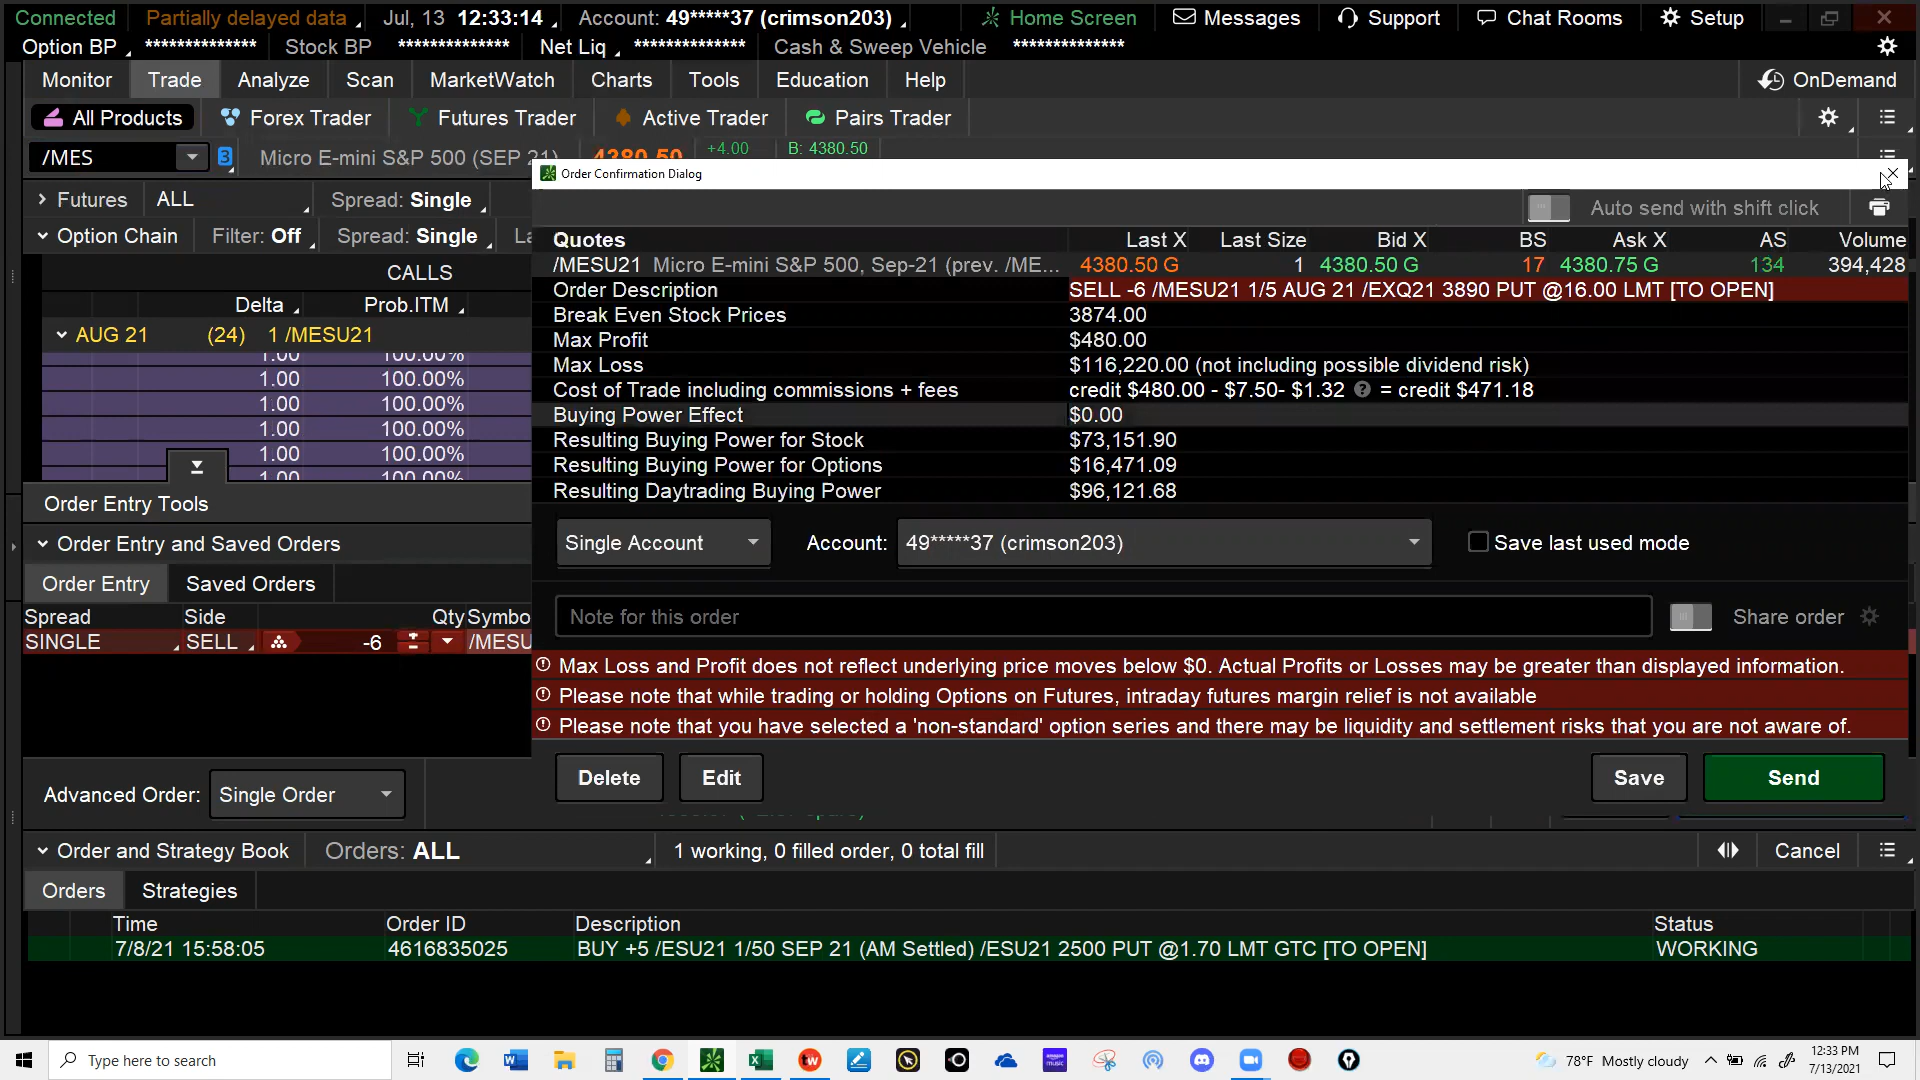 Connected Partially delayed data Jul, 13 12:33:14 Account: 49*****37 (crimson203) Home Screen Messages Support Chat Rooms Setup
Option BP ************** Stock BP ************** Net Liq ************** Cash & Sweep Vehicle **************
Monitor Trade Analyze Scan MarketWatch Charts Tools Education Help OnDemand
All Products Forex Trader Futures Trader Active Trader Pairs Trader
/MES 3 Micro E-mini S&P 500 (SEP 21) 4380.50 +4.00 B: 4380.50
Order Confirmation Dialog
Futures ALL Spread: Single
Auto send with shift click
Option Chain Filter: Off Spread: Single
Quotes Last X Last Size Bid X BS Ask X AS Volume
/MESU21 Micro E-mini S&P 500, Sep-21 (prev. /ME... 4380.50 G 1 4380.50 G 17 4380.75 G 134 394,428
Order Description SELL -6 /MESU21 1/5 AUG 21 /EXQ21 3890 PUT @16.00 LMT [TO OPEN]
Break Even Stock Prices 3874.00
Max Profit $480.00
Max Loss $116,220.00 (not including possible dividend risk)
Cost of Trade including commissions + fees credit $480.00 - $7.50- $1.32 = credit $471.18
Buying Power Effect $0.00
Resulting Buying Power for Stock $73,151.90
Resulting Buying Power for Options $16,471.09
Resulting Daytrading Buying Power $96,121.68
CALLS
Delta Prob.ITM
AUG 21 (24) 1 /MESU21
1.00 100.00%
1.00 100.00%
1.00 100.00%
1.00 100.00%
1.00 100.00%
1.00 100.00%
Order Entry Tools
Single Account Account: 49*****37 (crimson203) Save last used mode
Order Entry and Saved Orders
Order Entry Saved Orders
Note for this order Share order
Spread Side Qty Symbo
SINGLE SELL -6 /MESU
Max Loss and Profit does not reflect underlying price moves below $0. Actual Profits or Losses may be greater than displayed information.
Please note that while trading or holding Options on Futures, intraday futures margin relief is not available
Please note that you have selected a 'non-standard' option series and there may be liquidity and settlement risks that you are not aware of.
Delete Edit Save Send
Advanced Order: Single Order
Order and Strategy Book Orders: ALL 1 working, 0 filled order, 0 total fill Cancel
Orders Strategies
Time Order ID Description Status
7/8/21 15:58:05 4616835025 BUY +5 /ESU21 1/50 SEP 21 (AM Settled) /ESU21 2500 PUT @1.70 LMT GTC [TO OPEN] WORKING
Type here to search
78°F Mostly cloudy
12:33 PM
7/13/2021